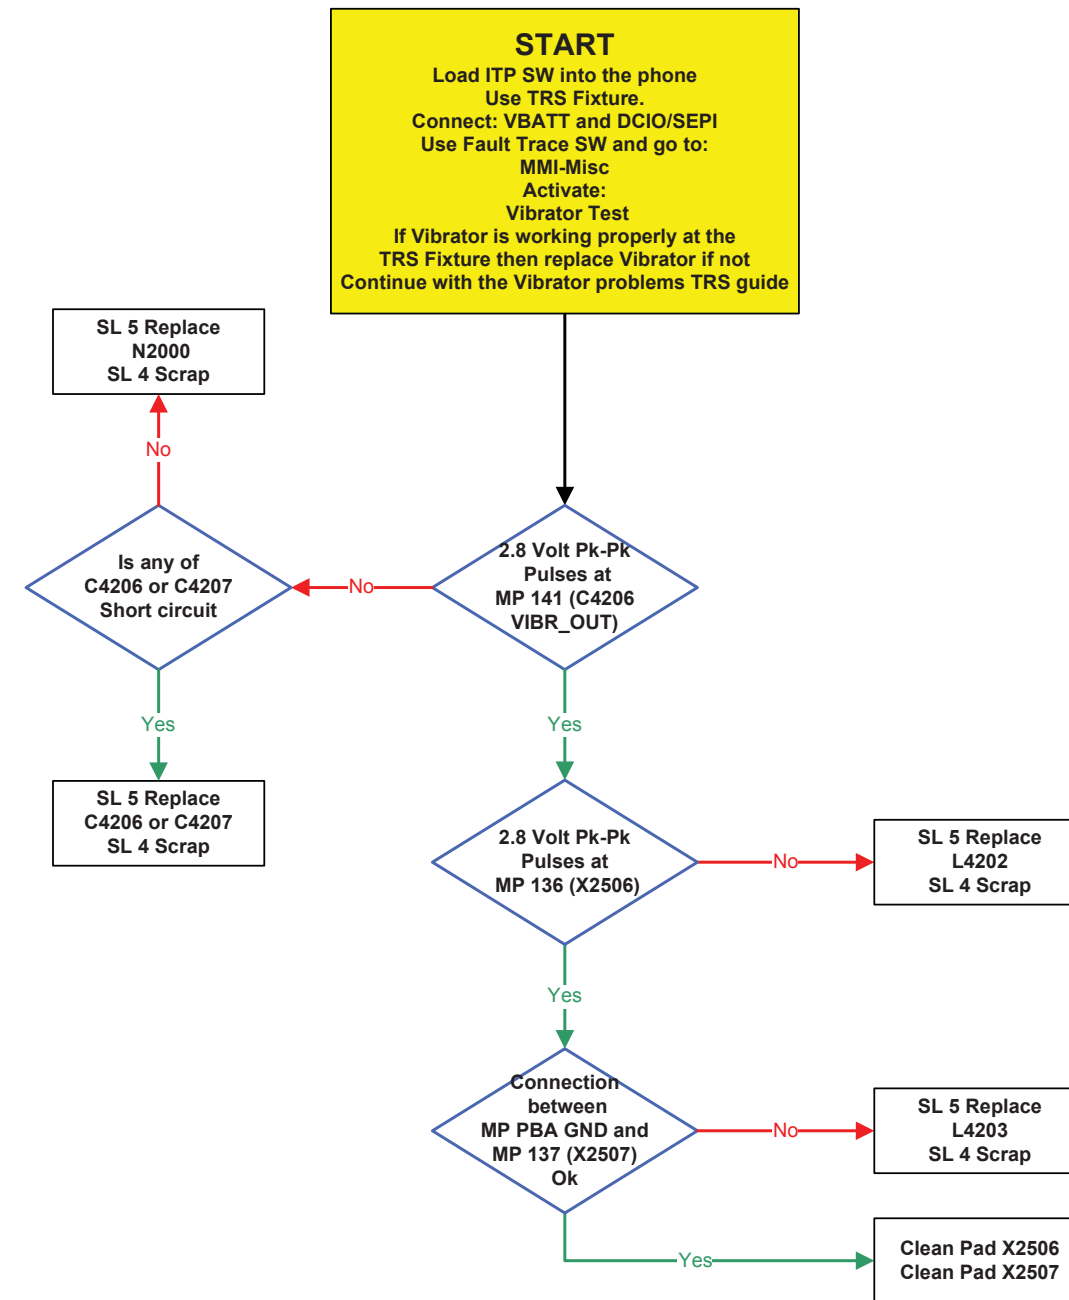 START
Load ITP SW into the phone
Use TRS Fixture.
Connect: VBATT and DCIO/SEPI
Use Fault Trace SW and go to:
MMI-Misc
Activate:
Vibrator Test
If Vibrator is working properly at the
TRS Fixture then replace Vibrator if not
Continue with the Vibrator problems TRS guide
SL 5 Replace
N2000
SL 4 Scrap
No
Is any of
C4206 or C4207
Short circuit
No
2.8 Volt Pk-Pk
Pulses at
MP 141 (C4206
VIBR_OUT)
Yes
Yes
SL 5 Replace
C4206 or C4207
SL 4 Scrap
2.8 Volt Pk-Pk
Pulses at
MP 136 (X2506)
No
SL 5 Replace
L4202
SL 4 Scrap
Yes
Connection
between
MP PBA GND and
MP 137 (X2507)
Ok
No
SL 5 Replace
L4203
SL 4 Scrap
Yes
Clean Pad X2506
Clean Pad X2507